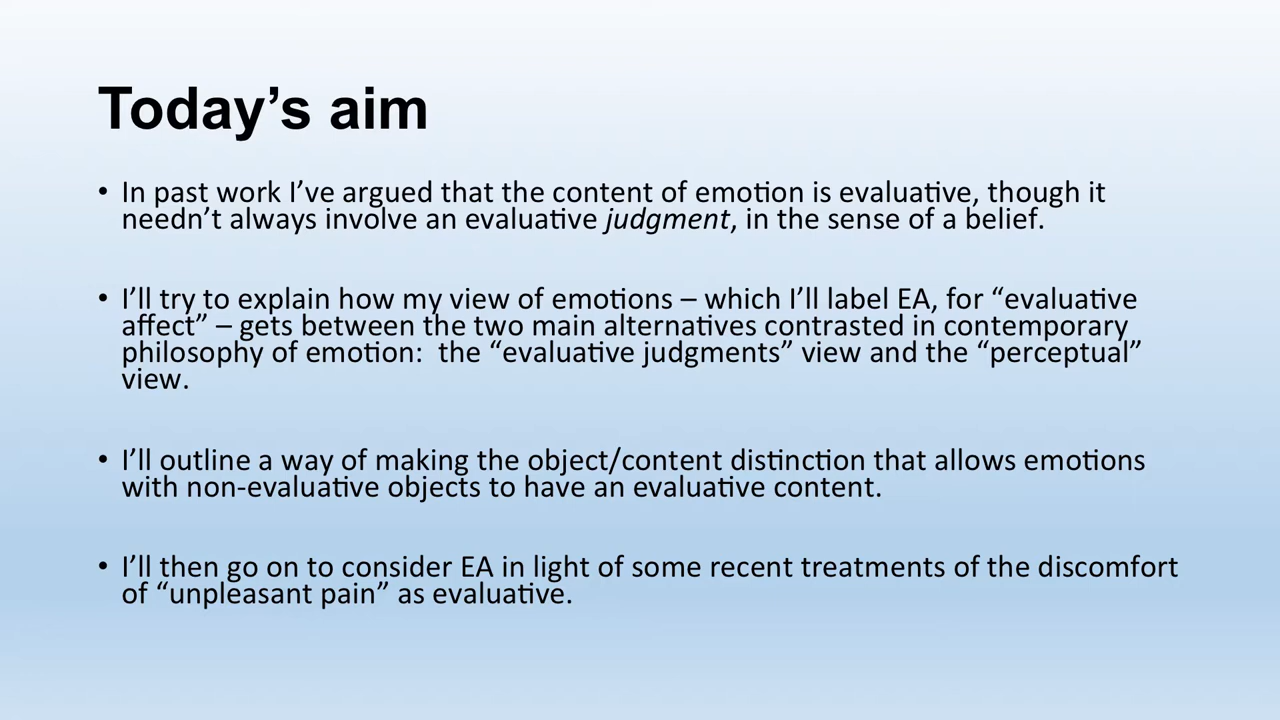 Today’s aim
• In past work I’ve argued that the content of emotion is evaluative, though it
needn’t always involve an evaluative judgment, in the sense of a belief.
• I’ll try to explain how my view of emotions – which I’ll label EA, for “evaluative
affect” – gets between the two main alternatives contrasted in contemporary
philosophy of emotion:  the “evaluative judgments” view and the “perceptual”
view.
• I’ll outline a way of making the object/content distinction that allows emotions
with non-evaluative objects to have an evaluative content.
• I’ll then go on to consider EA in light of some recent treatments of the discomfort
of “unpleasant pain” as evaluative.